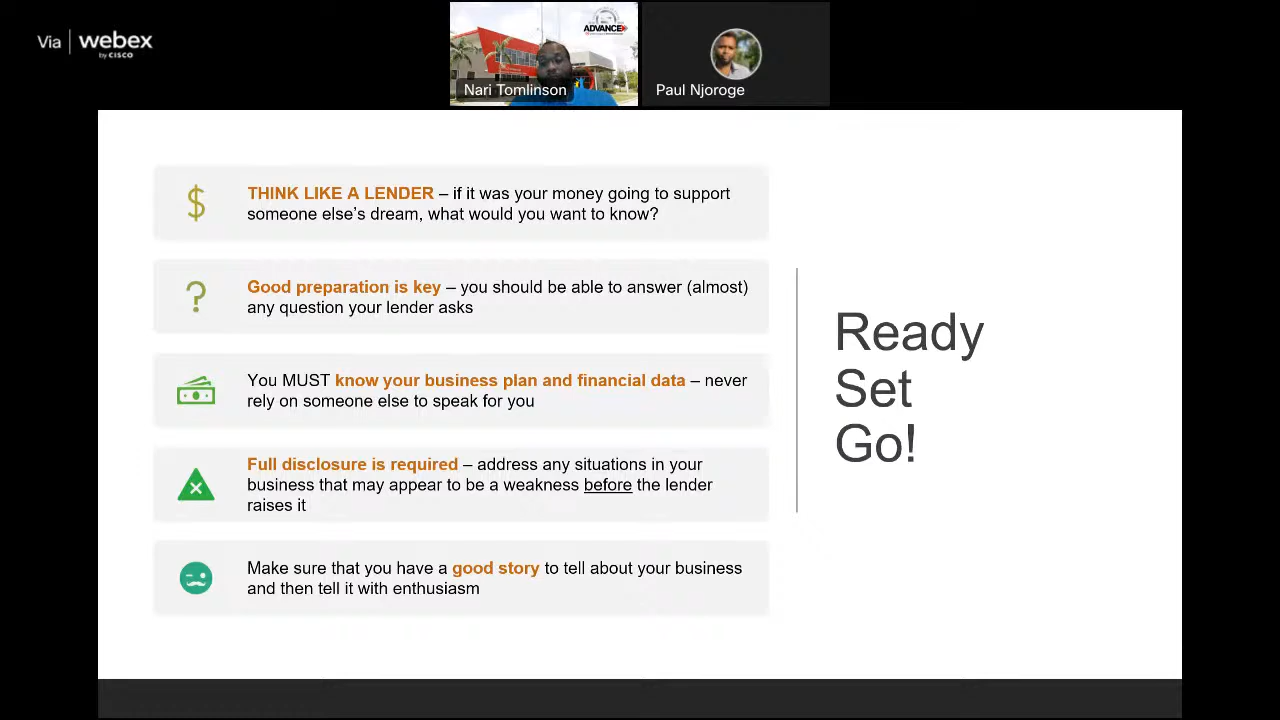 Via webex
by CISCO
ADVANCE
Nari Tomlinson
Paul Njoroge
$ THINK LIKE A LENDER – if it was your money going to support
someone else’s dream, what would you want to know?
? Good preparation is key – you should be able to answer (almost)
any question your lender asks
You MUST know your business plan and financial data – never
rely on someone else to speak for you
Full disclosure is required – address any situations in your
business that may appear to be a weakness before the lender
raises it
Make sure that you have a good story to tell about your business
and then tell it with enthusiasm
Ready
Set
Go!